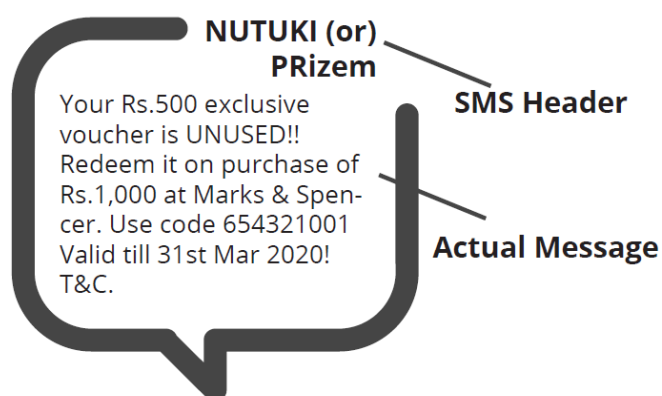 NUTUKI (or)
PRizem
SMS Header
Your Rs.500 exclusive
voucher is UNUSED!!
Redeem it on purchase of
Rs.1,000 at Marks & Spen-
cer. Use code 654321001
Valid till 31st Mar 2020!
T&C.
Actual Message